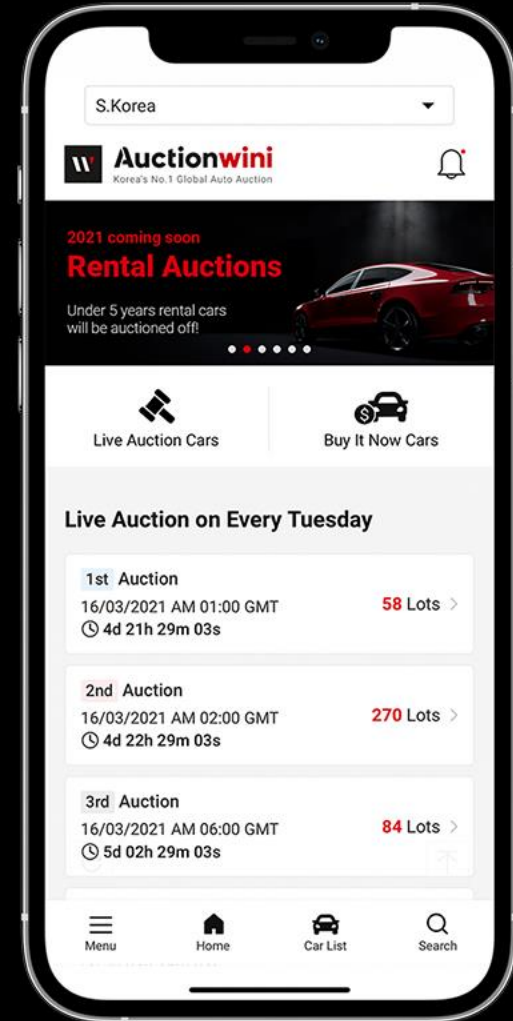 S.Korea
W Auctionwini
Korea's No.1 Global Auto Auction
2021 coming soon
Rental Auctions
Under 5 years rental cars
will be auctioned off!
Live Auction Cars
$
Buy It Now Cars
Live Auction on Every Tuesday
1st Auction
16/03/2021 AM 01:00 GMT
58 Lots >
4d 21h 29m 03s
2nd Auction
16/03/2021 AM 02:00 GMT
270 Lots >
4d 22h 29m 03s
3rd Auction
16/03/2021 AM 06:00 GMT
84 Lots >
5d 02h 29m 03s
Menu
Home
Car List
Search